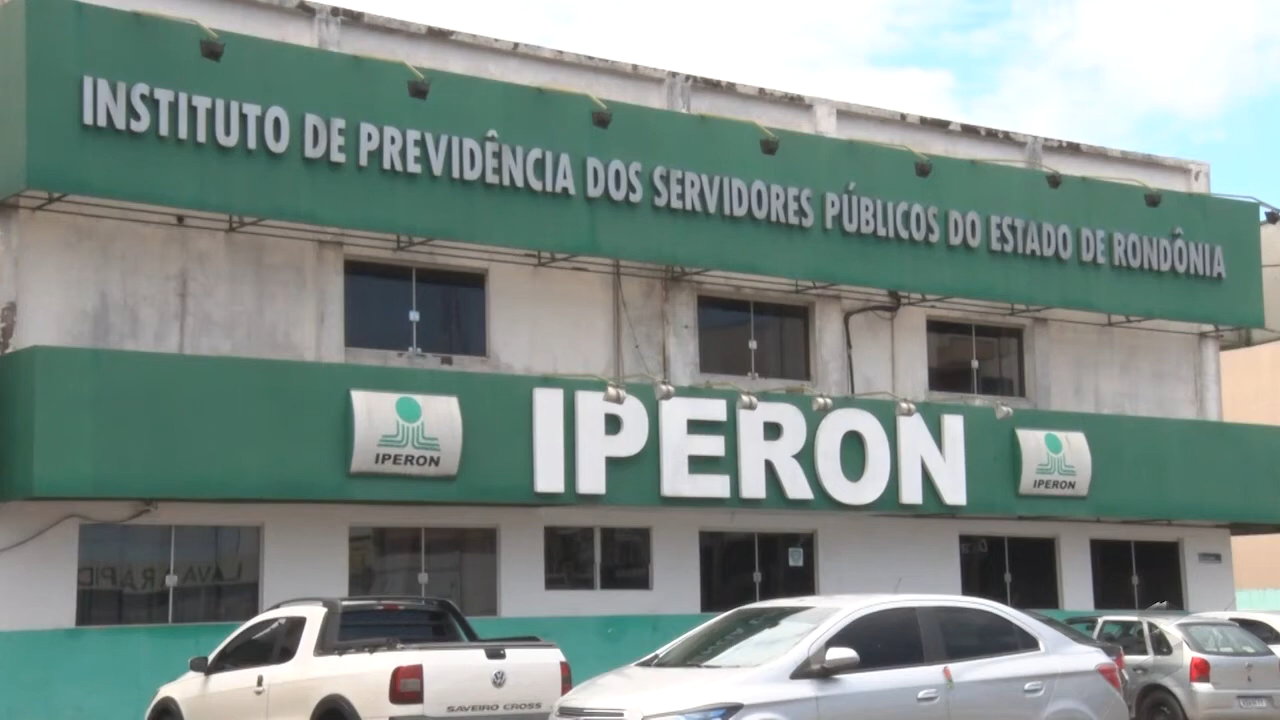 INSTITUTO DE PREVIDÊNCIA DOS SERVIDORES PÚBLICOS DO ESTADO DE RONDÔNIA
IPERON
IPERON
IPERON
SAVEIRO CROSS